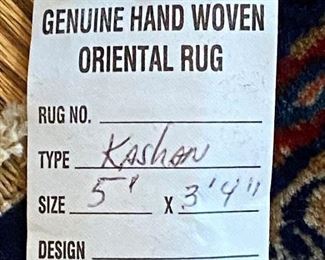 GENUINE HAND WOVEN
ORIENTAL RUG
RUG NO.
TYPE Kashan
SIZE 5' X 3'4"
DESIGN